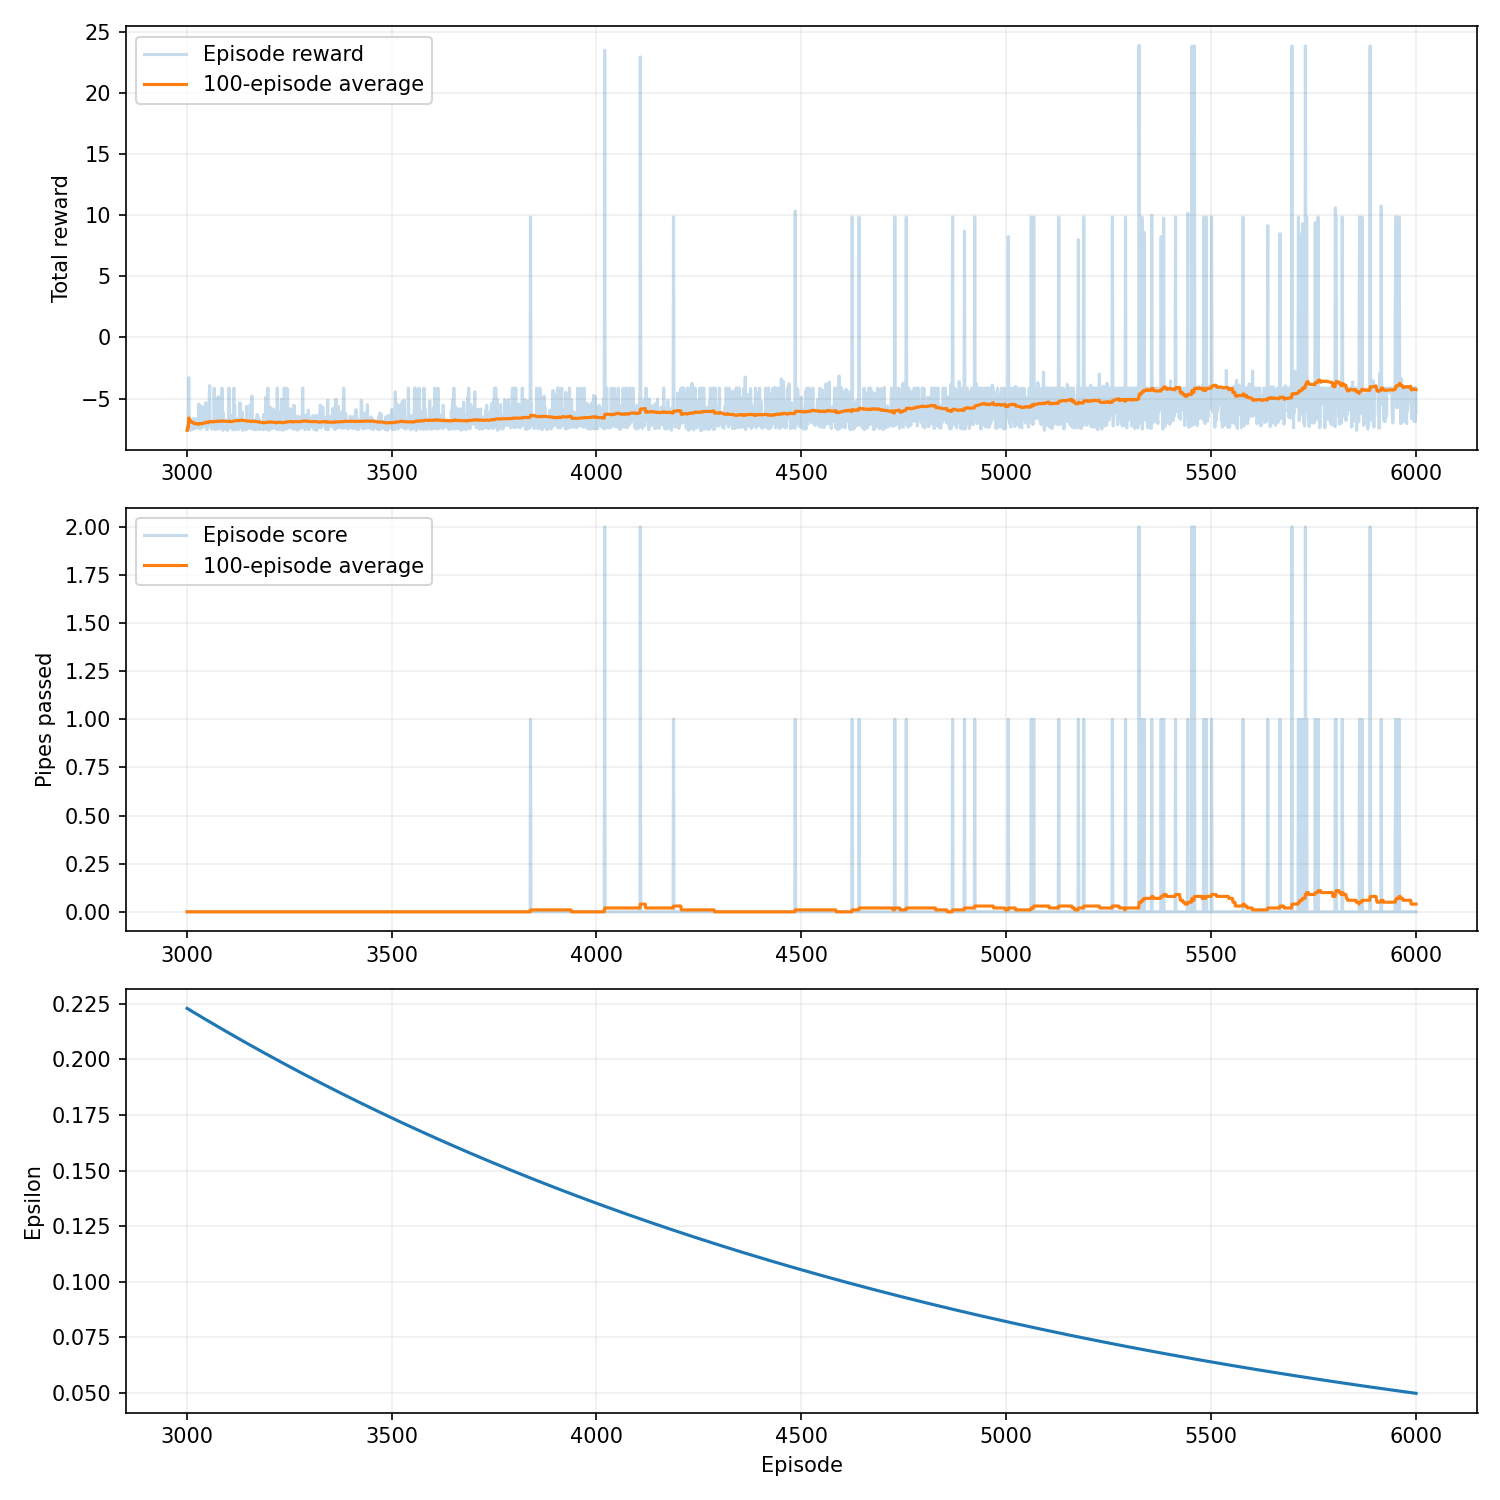 25
20
15
10
5
0
−5
Total reward
Episode reward
100-episode average
3000 3500 4000 4500 5000 5500 6000
2.00
1.75
1.50
1.25
1.00
0.75
0.50
0.25
0.00
Pipes passed
Episode score
100-episode average
3000 3500 4000 4500 5000 5500 6000
0.225
0.200
0.175
0.150
0.125
0.100
0.075
0.050
Epsilon
3000 3500 4000 4500 5000 5500 6000
Episode